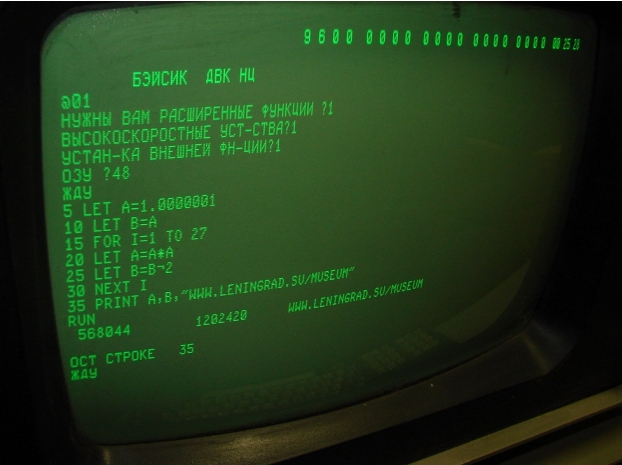 9600 0000 0000 0000 0000 00 25 28
БЭЙСИК ДВК НЦ
@01
НУЖНЫ ВАМ РАСШИРЕННЫЕ ФУНКЦИИ ?1
ВЫСОКОСКОРОСТНЫЕ УСТ-СТВА?1
УСТАН-КА ВНЕШНЕЙ ФН-ЦИИ?1
ОЗУ ?48
ЖДУ
5 LET A=1.0000001
10 LET B=A
15 FOR I=1 TO 27
20 LET A=A*A
25 LET B=B¬2
30 NEXT I
35 PRINT A,B,"WWW.LENINGRAD.SU/MUSEUM"
RUN
568044 1202420 WWW.LENINGRAD.SU/MUSEUM
ОСТ СТРОКЕ 35
ЖДУ